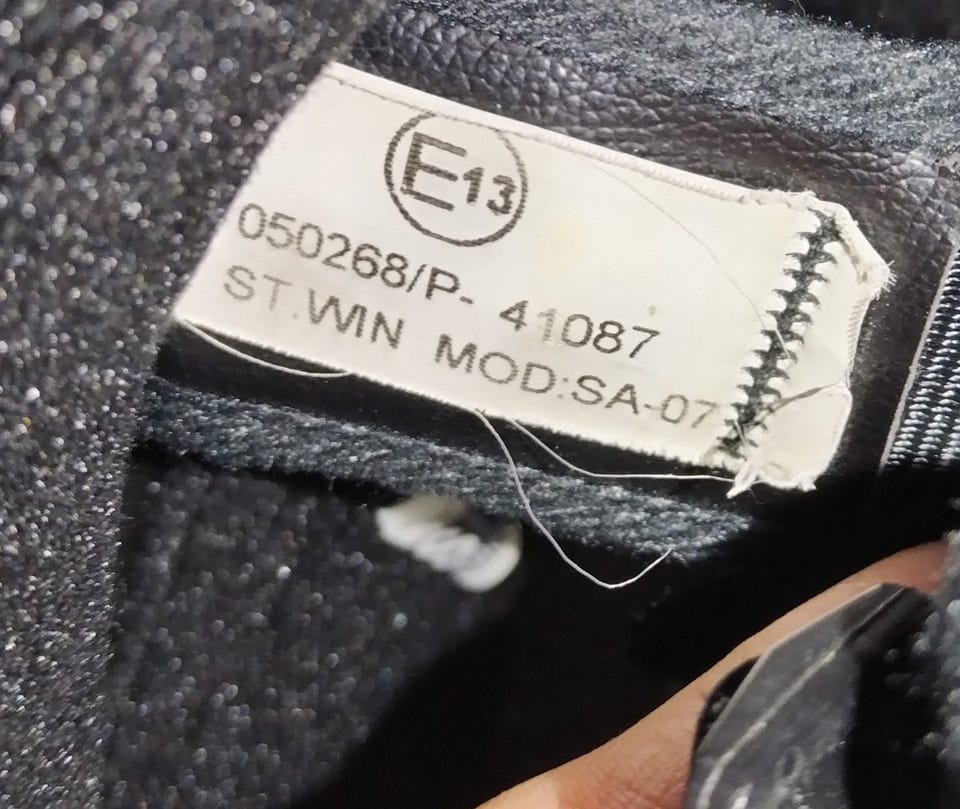 E13
050268/P- 41087
ST.WIN MOD:SA-07